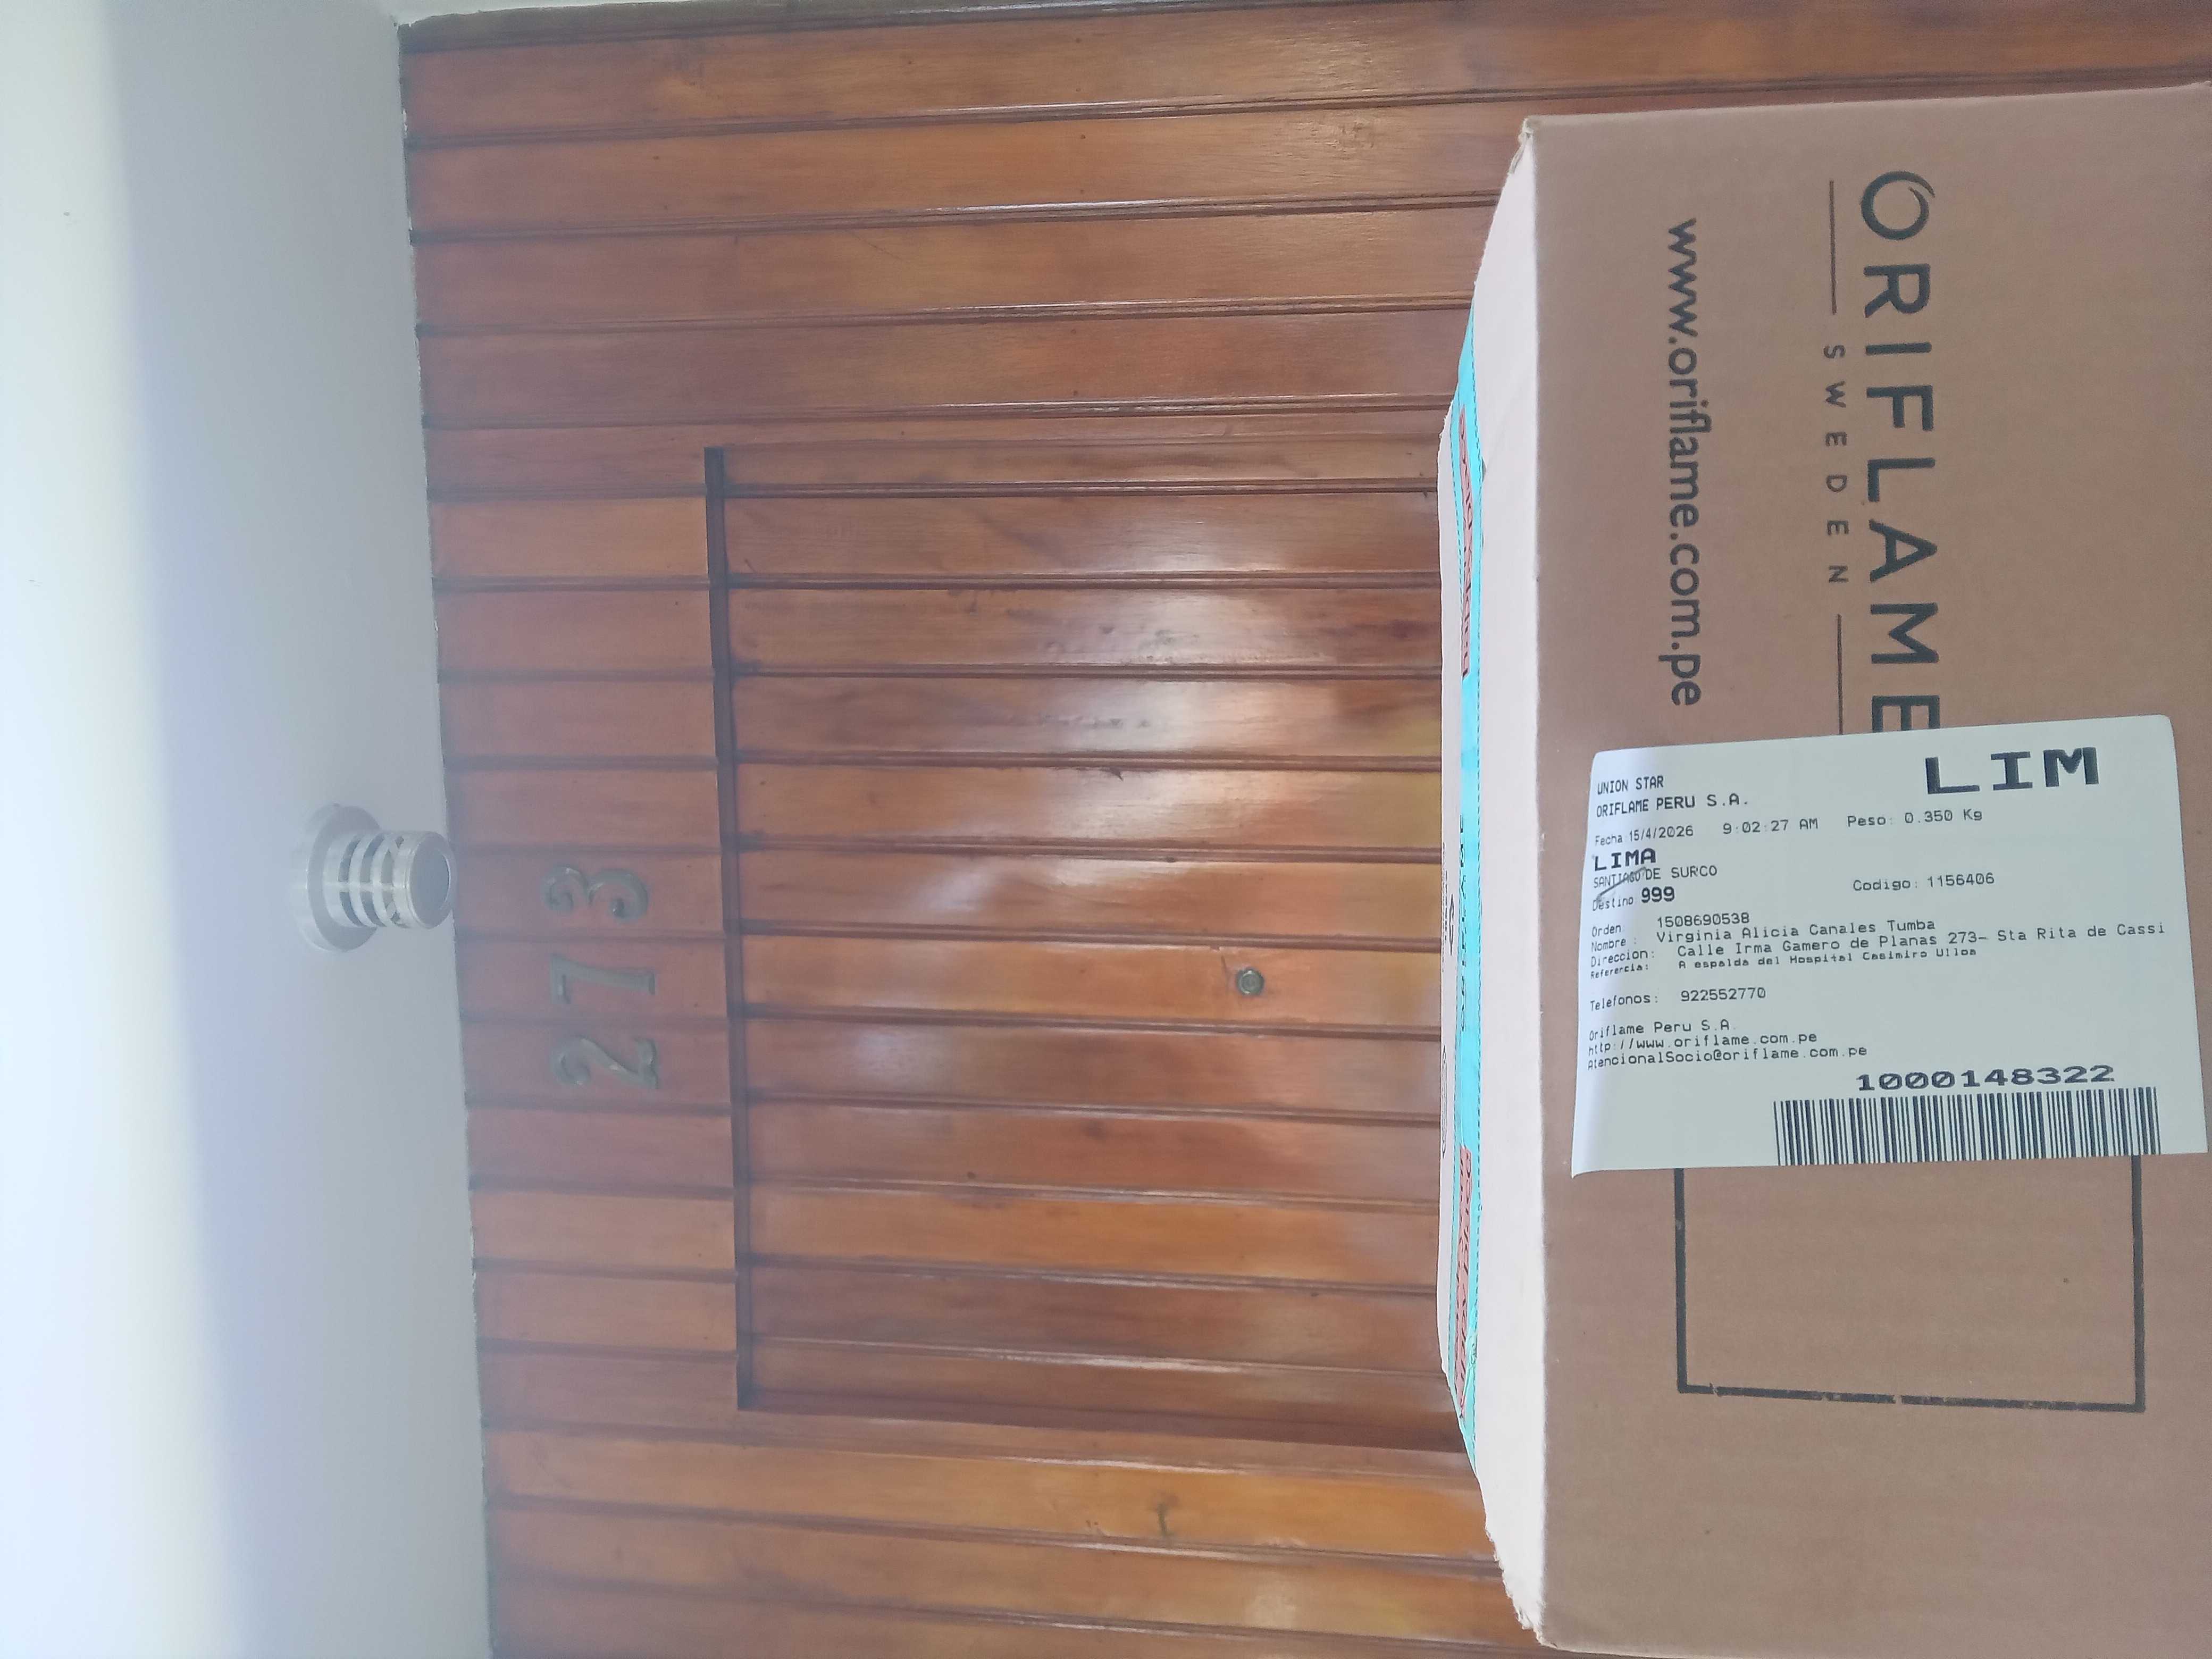 273
ORIFLAME
SWEDEN
www.oriflame.com.pe
LIM
UNION STAR
ORIFLAME PERU S.A.
Fecha 15/4/2026 9:02:27 AM Peso: 0.350 Kg
LIMA
SANTIAGO DE SURCO
Destino 999 Codigo: 1156406
Orden 1508690538
Nombre : Virginia Alicia Canales Tumba
Direccion: Calle Irma Gamero de Planas 273- Sta Rita de Cassi
Referencia: A espalda del Hospital Casimiro Ulloa
Telefonos: 922552770
Oriflame Peru S.A.
http://www.oriflame.com.pe
AtencionalSocio@oriflame.com.pe
1000148322